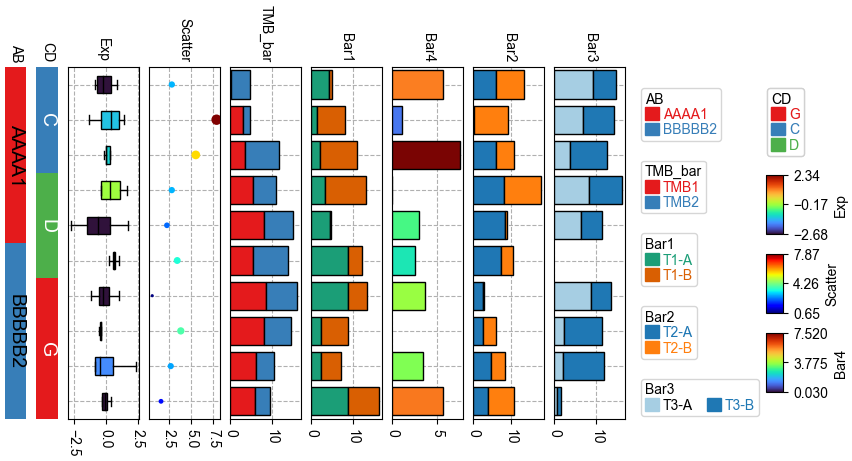 AB
CD
Exp
Scatter
TMB_bar
Bar1
Bar4
Bar2
Bar3
AAAA1
BBBBB2
C
D
G
−2.5
0.0
2.5
2.5
5.0
7.5
0
10
0
10
0
5
0
10
0
10
AB
AAAA1
BBBBB2
TMB_bar
TMB1
TMB2
Bar1
T1-A
T1-B
Bar2
T2-A
T2-B
Bar3
T3-A
T3-B
CD
G
C
D
2.34
−0.17
−2.68
Exp
7.87
4.26
0.65
Scatter
7.520
3.775
0.030
Bar4